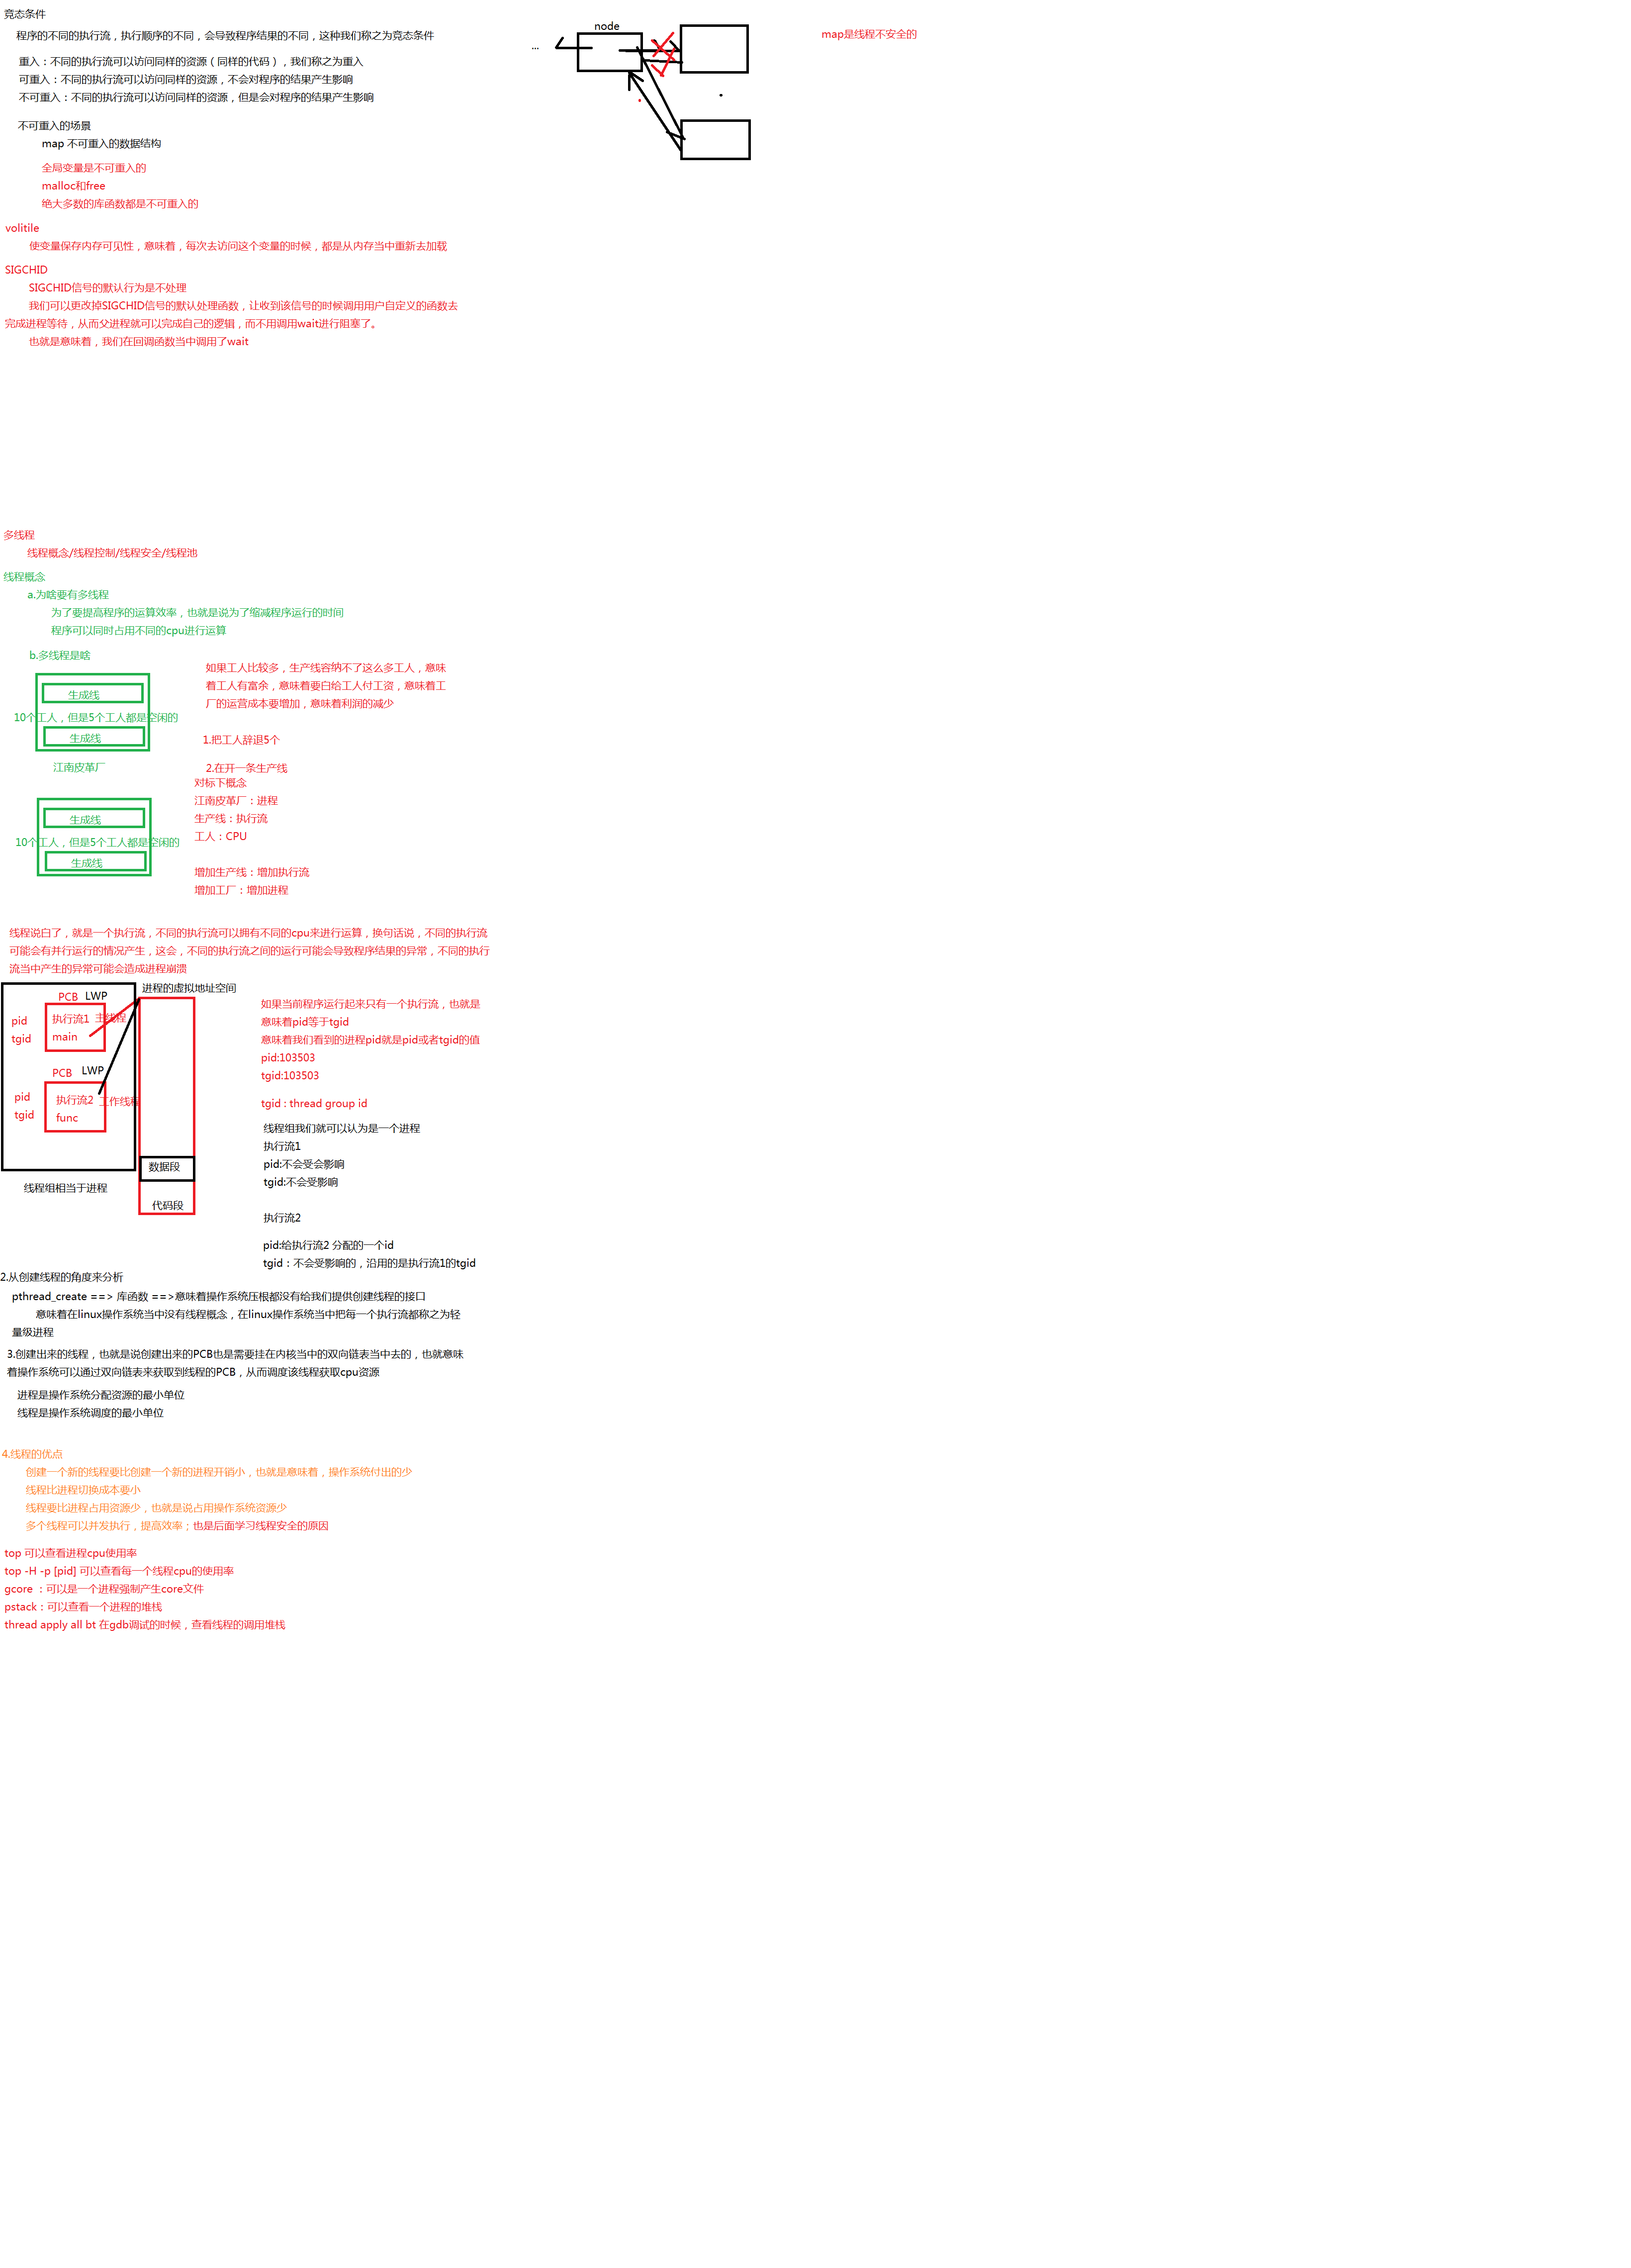 竞态条件
程序的不同的执行流，执行顺序的不同，会导致程序结果的不同，这种我们称之为竞态条件
重入：不同的执行流可以访问同样的资源（同样的代码），我们称之为重入
可重入：不同的执行流可以访问同样的资源，不会对程序的结果产生影响
不可重入：不同的执行流可以访问同样的资源，但是会对程序的结果产生影响
node
...
map是线程不安全的
不可重入的场景
map 不可重入的数据结构
全局变量是不可重入的
malloc和free
绝大多数的库函数都是不可重入的
volitile
使变量保存内存可见性，意味着，每次去访问这个变量的时候，都是从内存当中重新去加载
SIGCHID
SIGCHID信号的默认行为是不处理
我们可以更改掉SIGCHID信号的默认处理函数，让收到该信号的时候调用用户自定义的函数去
完成进程等待，从而父进程就可以完成自己的逻辑，而不用调用wait进行阻塞了。
也就是意味着，我们在回调函数当中调用了wait
多线程
线程概念/线程控制/线程安全/线程池
线程概念
a.为啥要有多线程
为了要提高程序的运算效率，也就是说为了缩减程序运行的时间
程序可以同时占用不同的cpu进行运算
b.多线程是啥
生成线
10个工人，但是5个工人都是空闲的
生成线
江南皮革厂
生成线
10个工人，但是5个工人都是空闲的
生成线
如果工人比较多，生产线容纳不了这么多工人，意味
着工人有富余，意味着要白给工人付工资，意味着工
厂的运营成本要增加，意味着利润的减少
1.把工人辞退5个
2.在开一条生产线
对标下概念
江南皮革厂：进程
生产线：执行流
工人：CPU
增加生产线：增加执行流
增加工厂：增加进程
线程说白了，就是一个执行流，不同的执行流可以拥有不同的cpu来进行运算，换句话说，不同的执行流
可能会有并行运行的情况产生，这会，不同的执行流之间的运行可能会导致程序结果的异常，不同的执行
流当中产生的异常可能会造成进程崩溃
进程的虚拟地址空间
PCB LWP
pid
tgid
执行流1 主线程
main
PCB LWP
pid
tgid
执行流2 工作线程
func
数据段
代码段
线程组相当于进程
如果当前程序运行起来只有一个执行流，也就是
意味着pid等于tgid
意味着我们看到的进程pid就是pid或者tgid的值
pid:103503
tgid:103503
tgid : thread group id
线程组我们就可以认为是一个进程
执行流1
pid:不会受会影响
tgid:不会受影响
执行流2
pid:给执行流2 分配的一个id
tgid：不会受影响的，沿用的是执行流1的tgid
2.从创建线程的角度来分析
pthread_create ==> 库函数 ==>意味着操作系统压根都没有给我们提供创建线程的接口
意味着在linux操作系统当中没有线程概念，在linux操作系统当中把每一个执行流都称之为轻
量级进程
3.创建出来的线程，也就是说创建出来的PCB也是需要挂在内核当中的双向链表当中去的，也就意味
着操作系统可以通过双向链表来获取到线程的PCB，从而调度该线程获取cpu资源
进程是操作系统分配资源的最小单位
线程是操作系统调度的最小单位
4.线程的优点
创建一个新的线程要比创建一个新的进程开销小，也就是意味着，操作系统付出的少
线程比进程切换成本要小
线程要比进程占用资源少，也就是说占用操作系统资源少
多个线程可以并发执行，提高效率；也是后面学习线程安全的原因
top 可以查看进程cpu使用率
top -H -p [pid] 可以查看每一个线程cpu的使用率
gcore ：可以是一个进程强制产生core文件
pstack：可以查看一个进程的堆栈
thread apply all bt 在gdb调试的时候，查看线程的调用堆栈